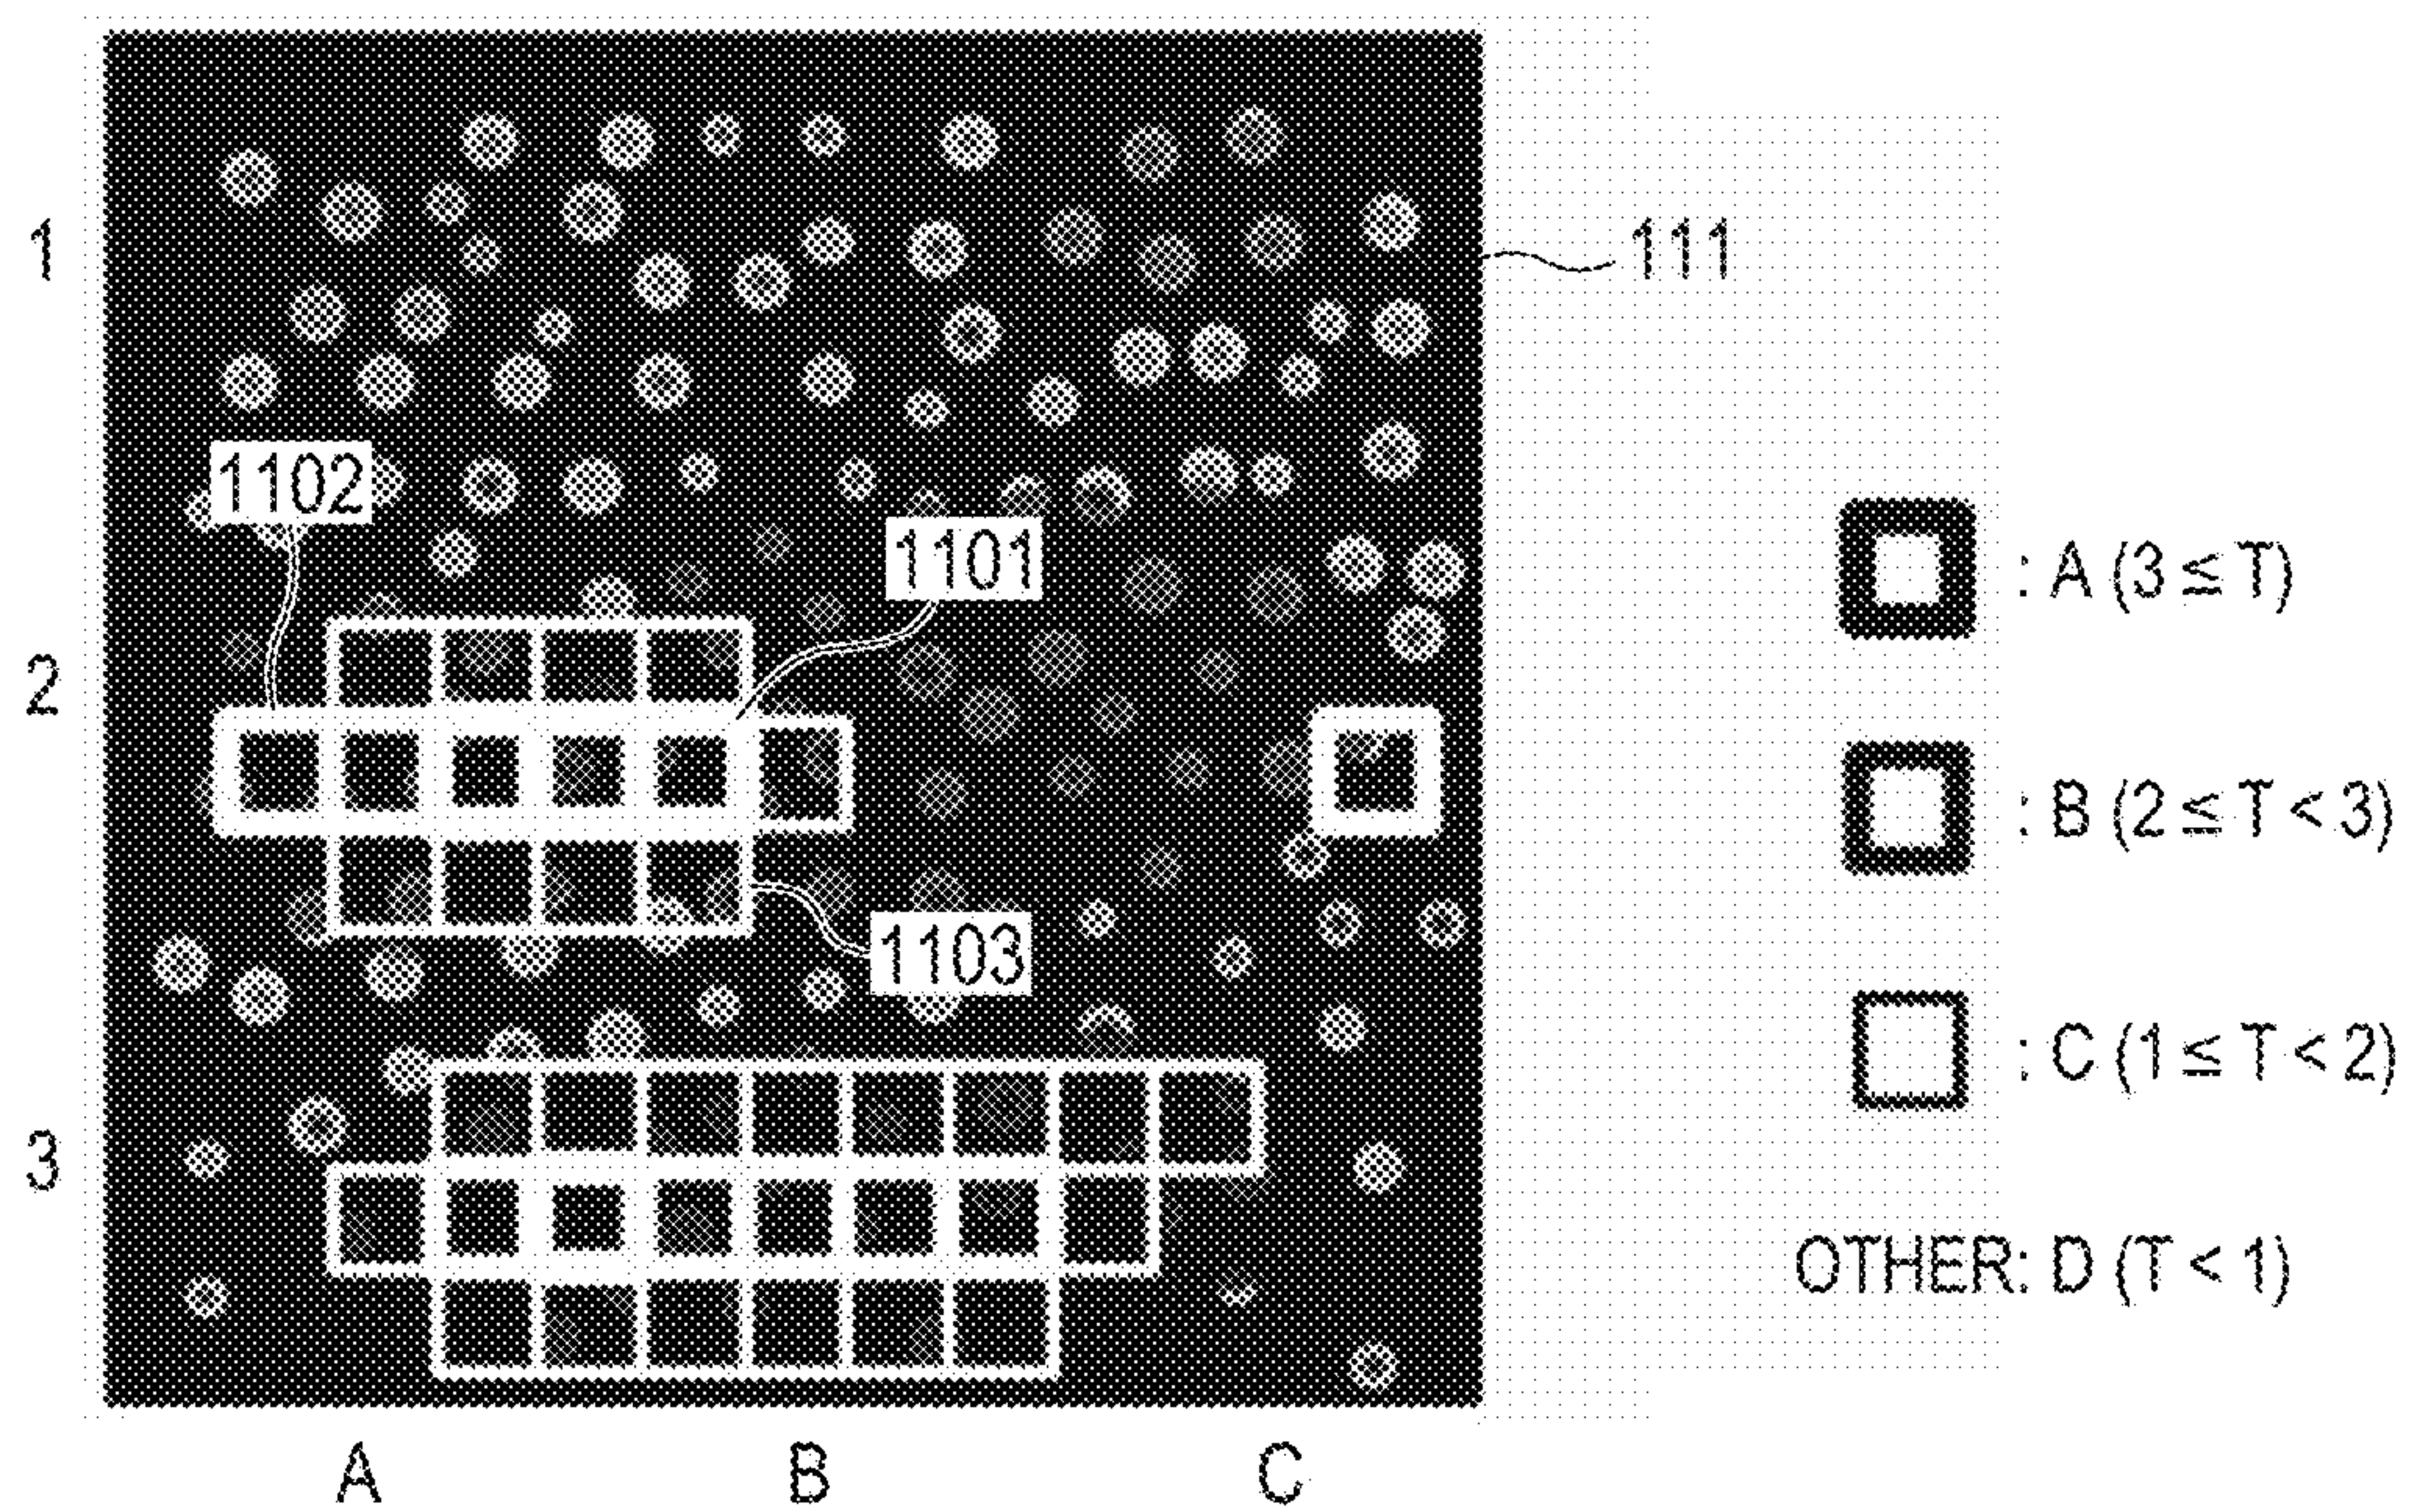 1
111
1102
1101
: A (3 ≦ T)
2
: B (2 ≦ T < 3)
1103
: C (1 ≦ T < 2)
3
OTHER: D (T < 1)
A B C